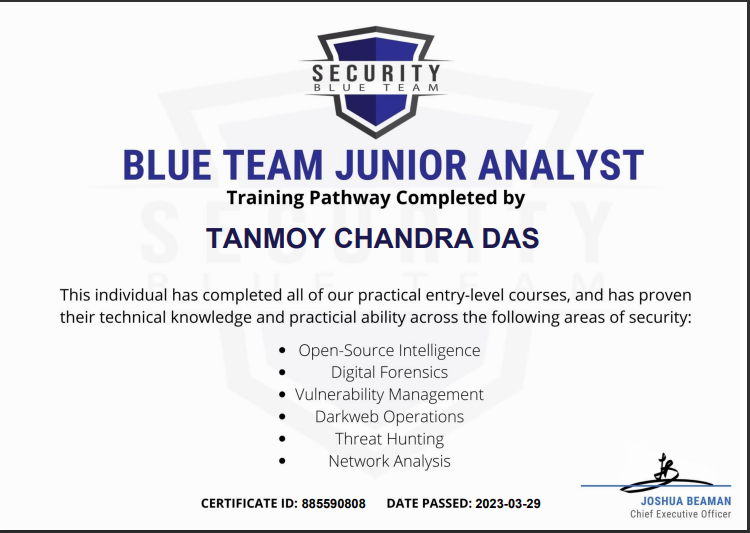 SECURITY
BLUE TEAM
BLUE TEAM JUNIOR ANALYST
Training Pathway Completed by
TANMOY CHANDRA DAS
SECURITY
BLUE TEAM
This individual has completed all of our practical entry-level courses, and has proven
their technical knowledge and practicial ability across the following areas of security:
• Open-Source Intelligence
• Digital Forensics
• Vulnerability Management
• Darkweb Operations
• Threat Hunting
• Network Analysis
CERTIFICATE ID: 885590808 DATE PASSED: 2023-03-29
JOSHUA BEAMAN
Chief Executive Officer